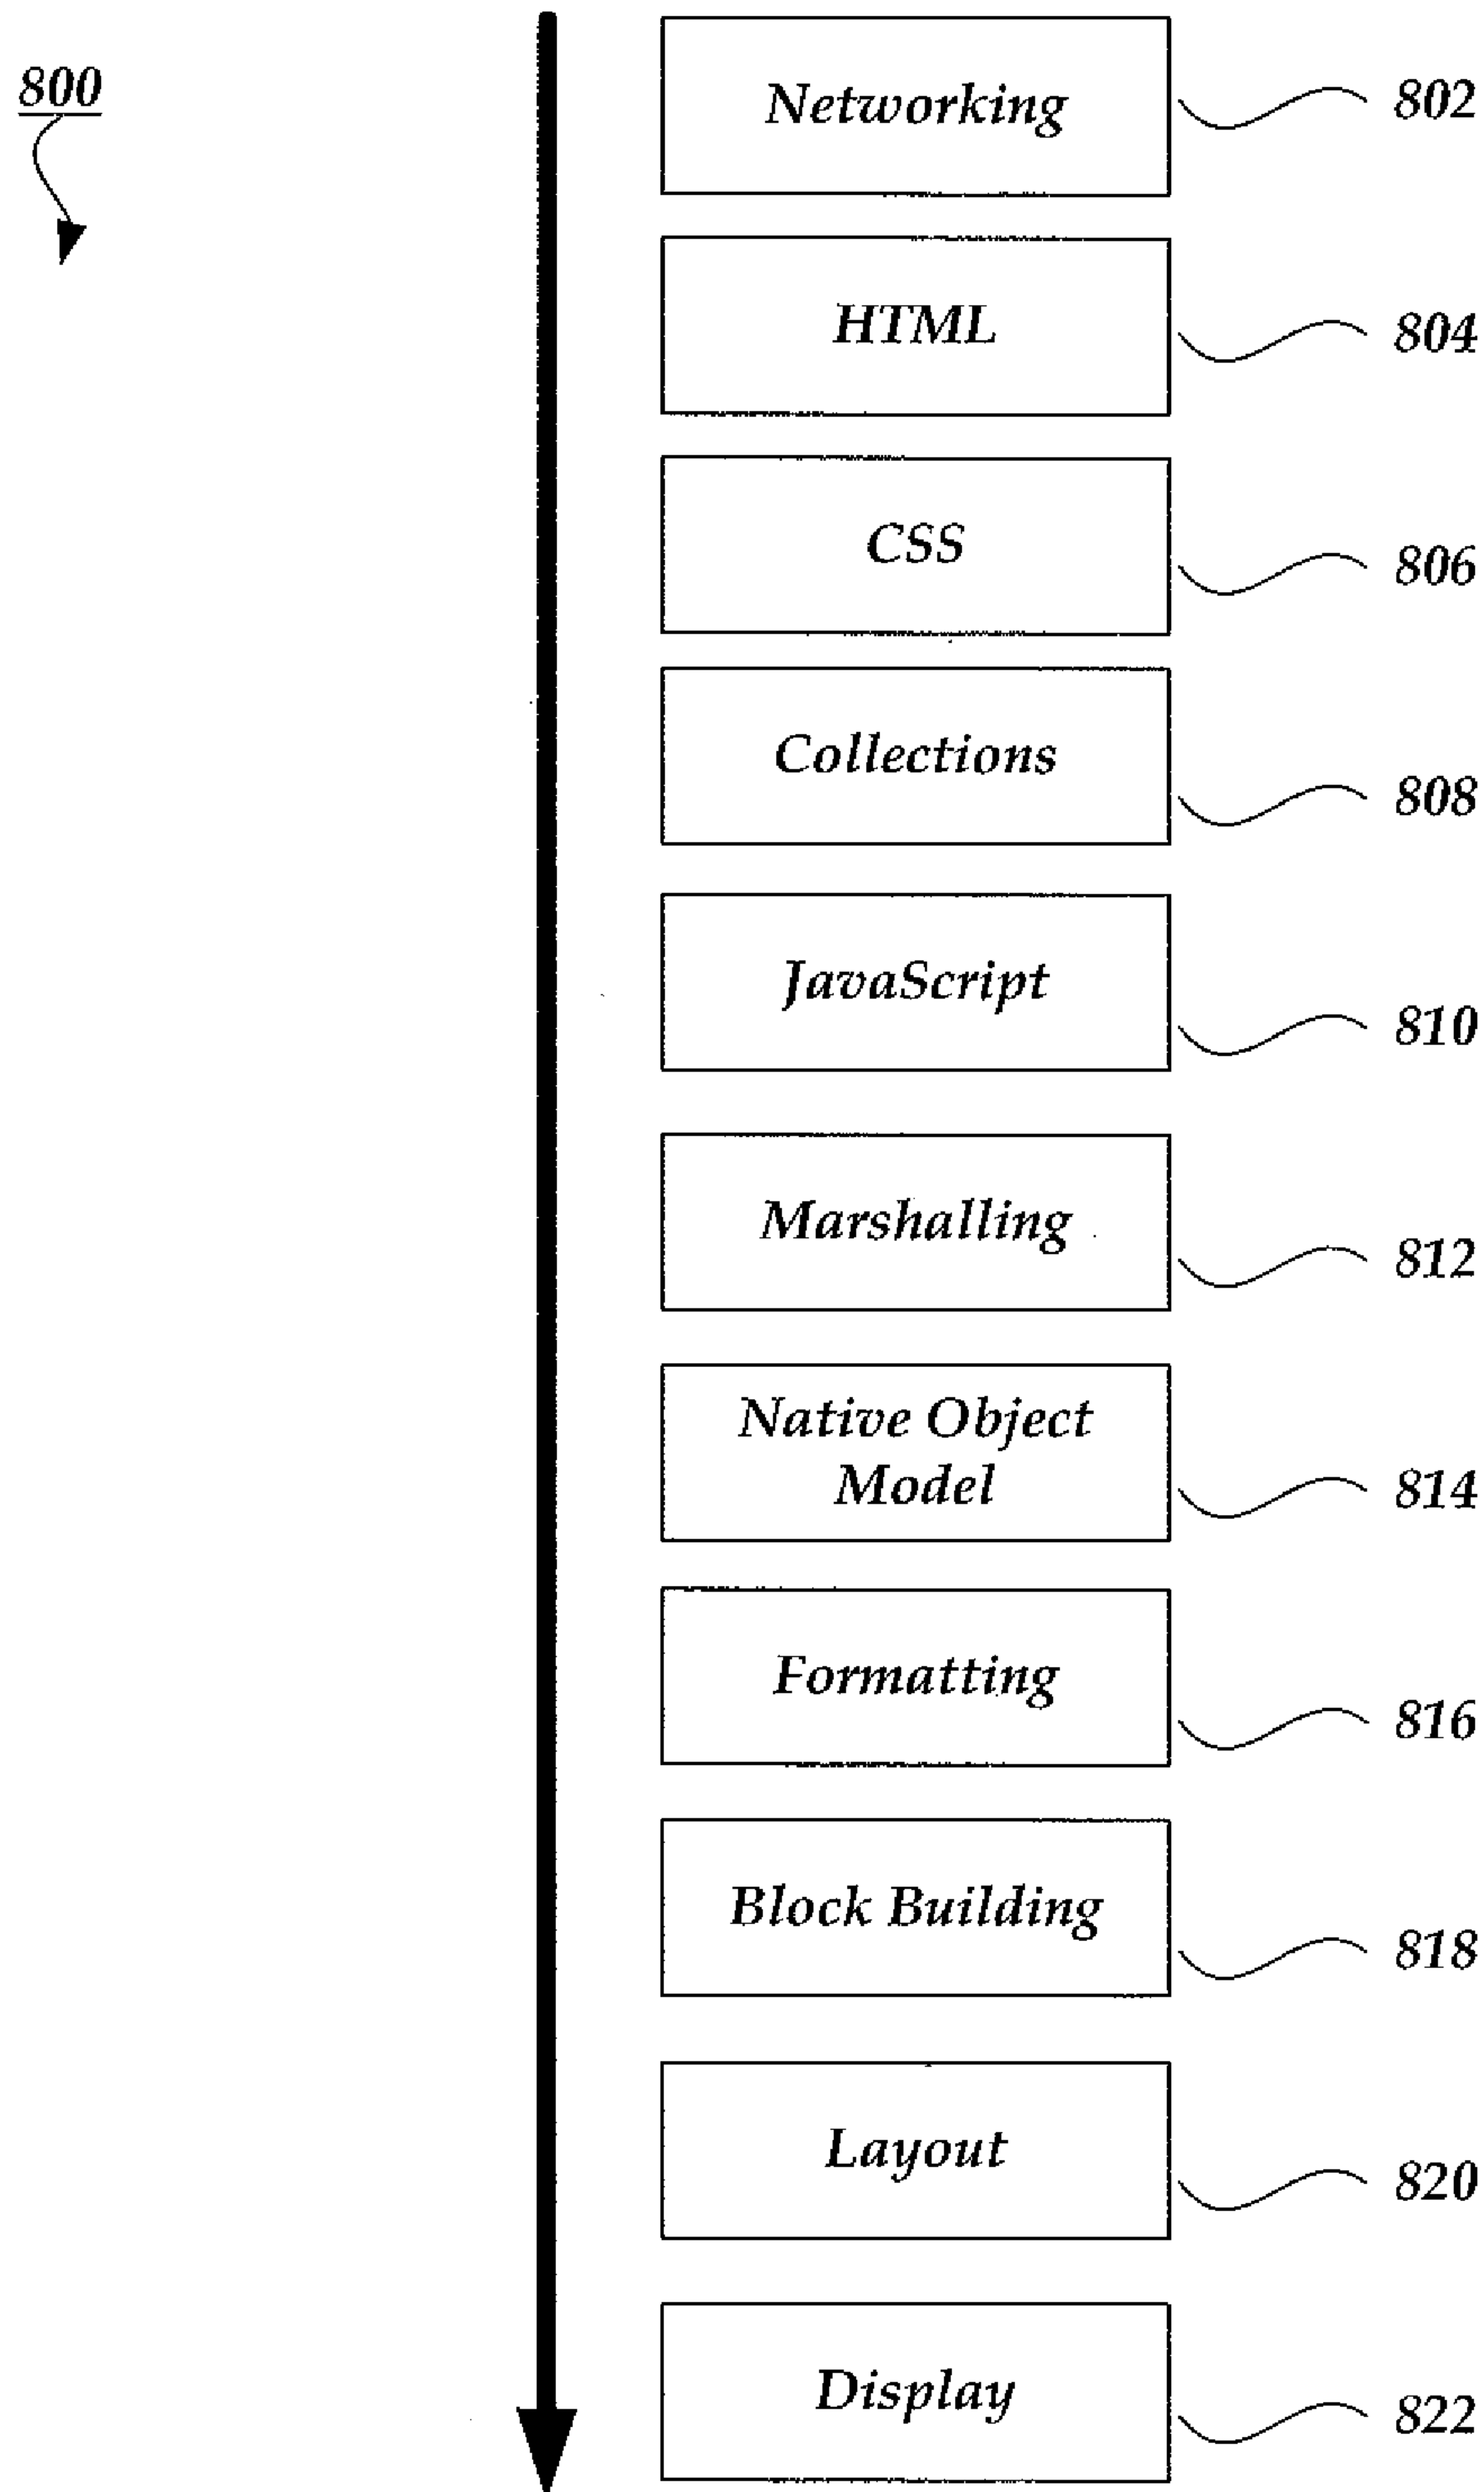 800
Networking
802
HTML
804
CSS
806
Collections
808
JavaScript
810
Marshalling
812
Native Object
Model
814
Formatting
816
Block Building
818
Layout
820
Display
822